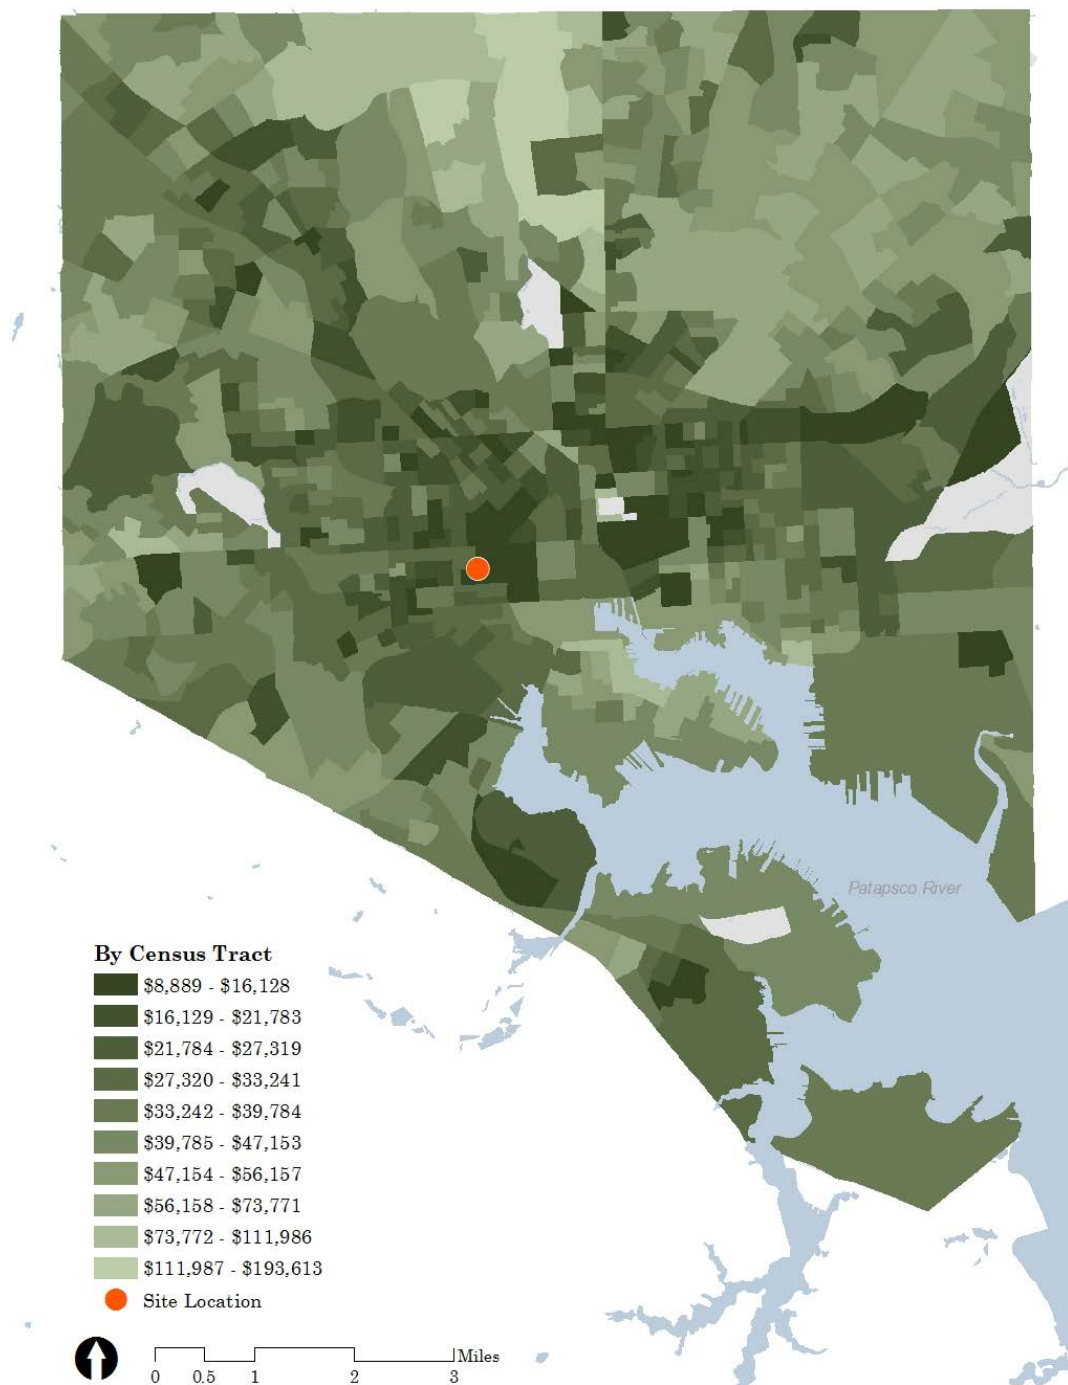 Patapsco River
By Census Tract
$8,889 - $16,128
$16,129 - $21,783
$21,784 - $27,319
$27,320 - $33,241
$33,242 - $39,784
$39,785 - $47,153
$47,154 - $56,157
$56,158 - $73,771
$73,772 - $111,986
$111,987 - $193,613
Site Location
Miles
0 0.5 1 2 3